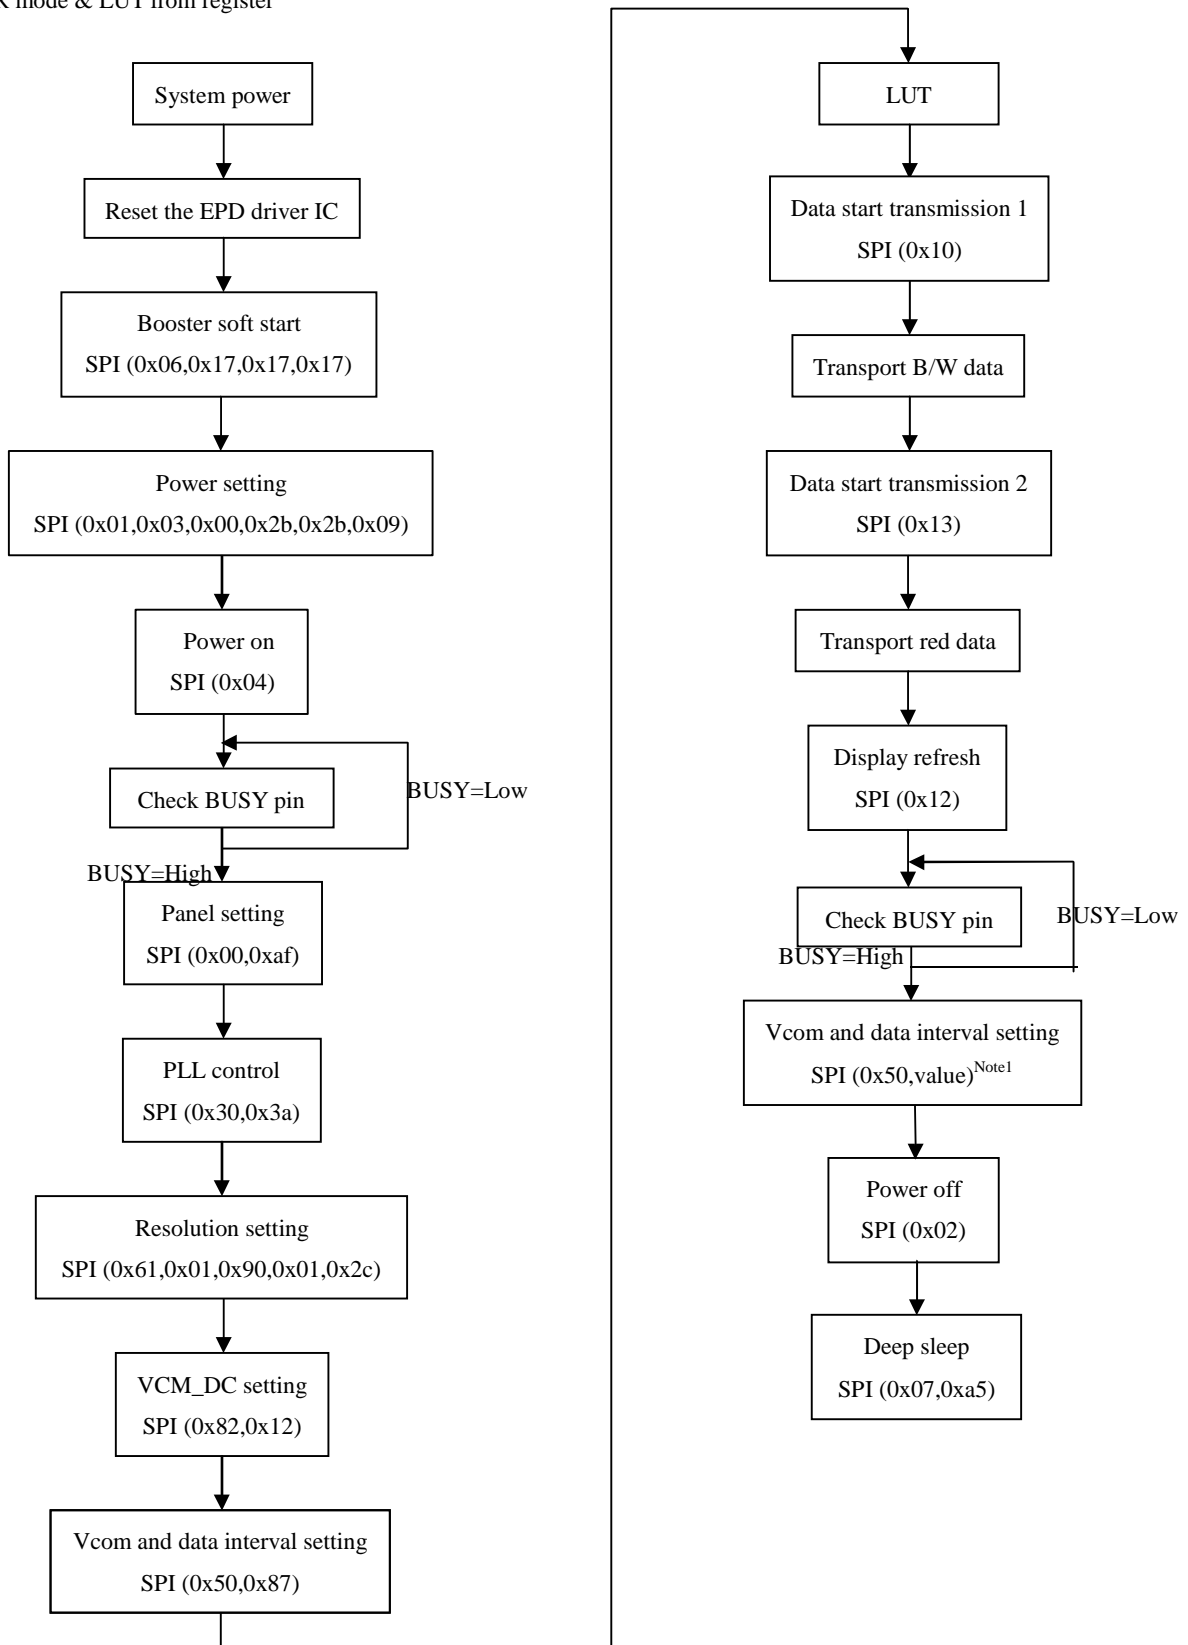 mode & LUT from register
System power
Reset the EPD driver IC
Booster soft start
SPI (0x06,0x17,0x17,0x17)
Power setting
SPI (0x01,0x03,0x00,0x2b,0x2b,0x09)
Power on
SPI (0x04)
Check BUSY pin
BUSY=Low
BUSY=High
Panel setting
SPI (0x00,0xaf)
PLL control
SPI (0x30,0x3a)
Resolution setting
SPI (0x61,0x01,0x90,0x01,0x2c)
VCM_DC setting
SPI (0x82,0x12)
Vcom and data interval setting
SPI (0x50,0x87)
LUT
Data start transmission 1
SPI (0x10)
Transport B/W data
Data start transmission 2
SPI (0x13)
Transport red data
Display refresh
SPI (0x12)
Check BUSY pin
BUSY=Low
BUSY=High
Vcom and data interval setting
SPI (0x50,value)Note1
Power off
SPI (0x02)
Deep sleep
SPI (0x07,0xa5)